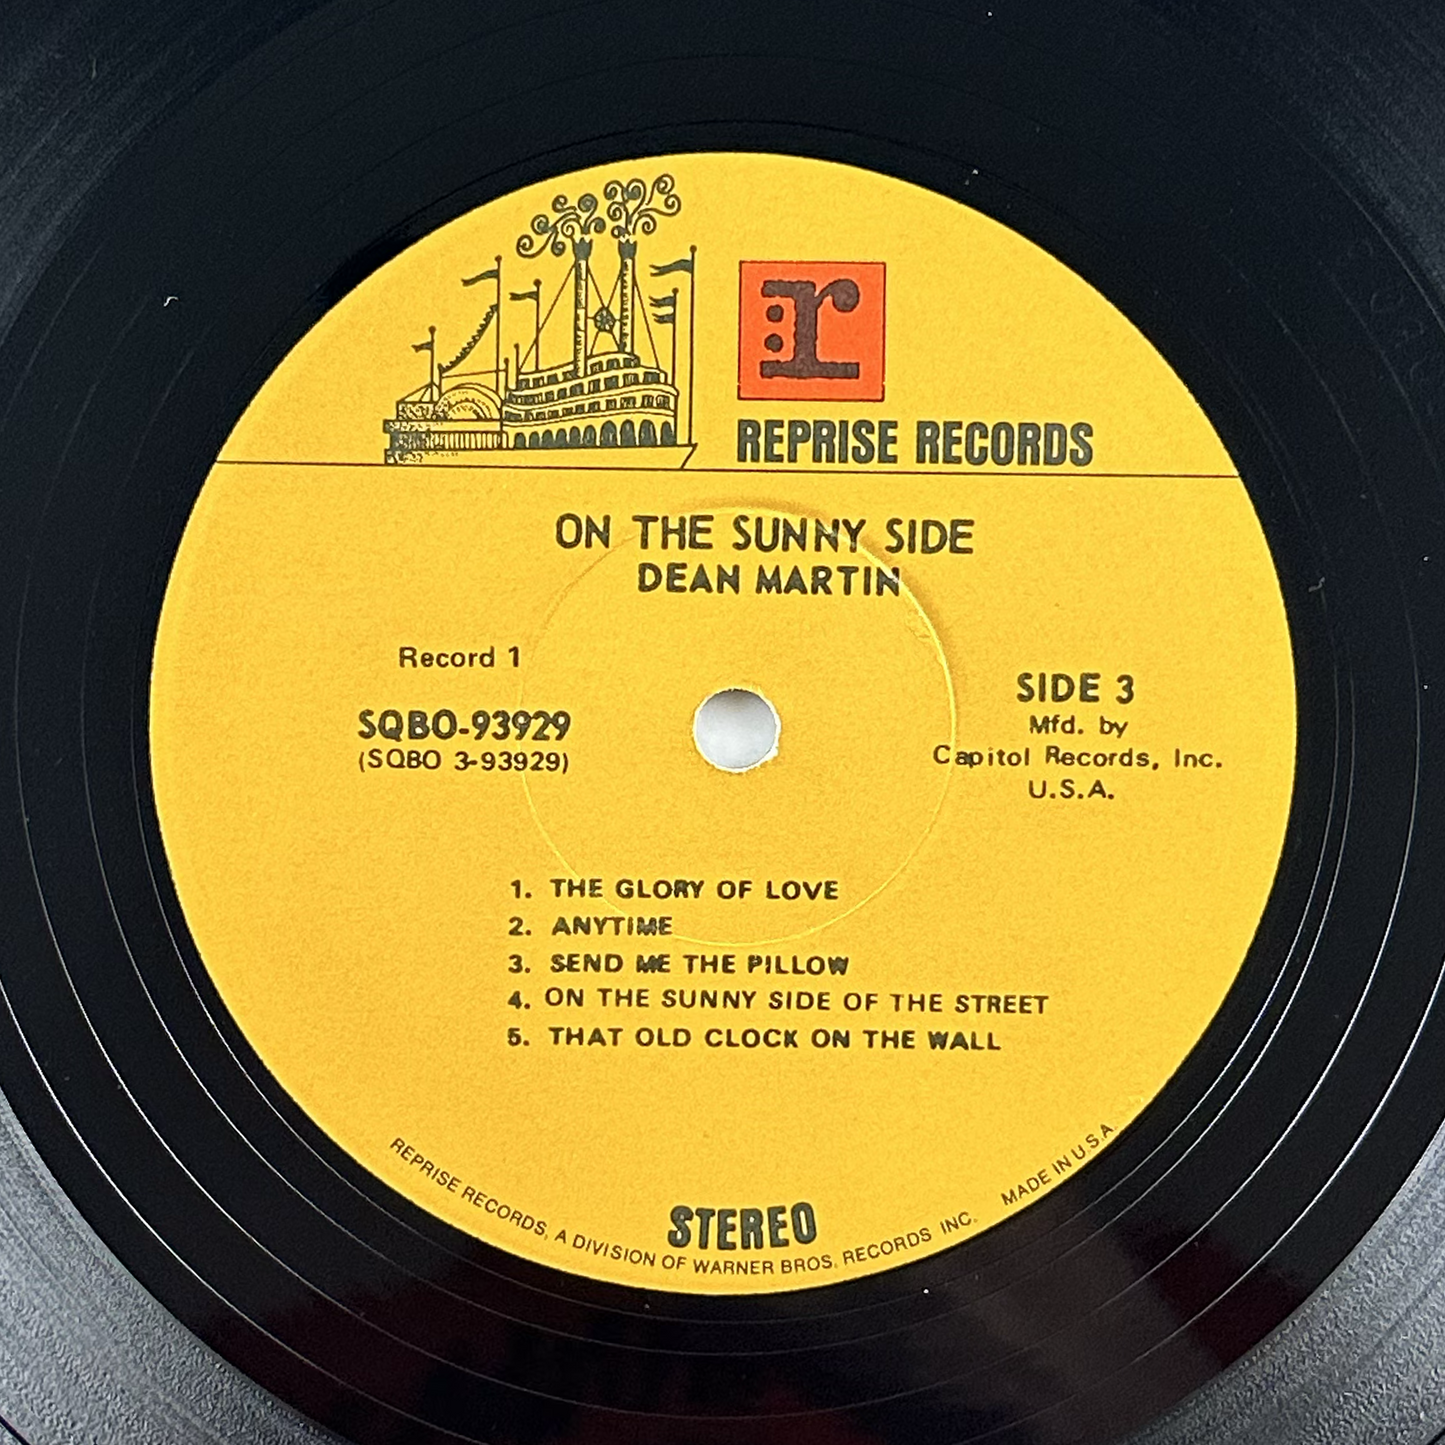 r
REPRISE RECORDS
ON THE SUNNY SIDE
DEAN MARTIN
Record 1
SQBO-93929
(SQBO 3-93929)
SIDE 3
Mfd. by
Capitol Records, Inc.
U.S.A.
1. THE GLORY OF LOVE
2. ANYTIME
3. SEND ME THE PILLOW
4. ON THE SUNNY SIDE OF THE STREET
5. THAT OLD CLOCK ON THE WALL
STEREO
REPRISE RECORDS, A DIVISION OF WARNER BROS. RECORDS INC. MADE IN U.S.A.